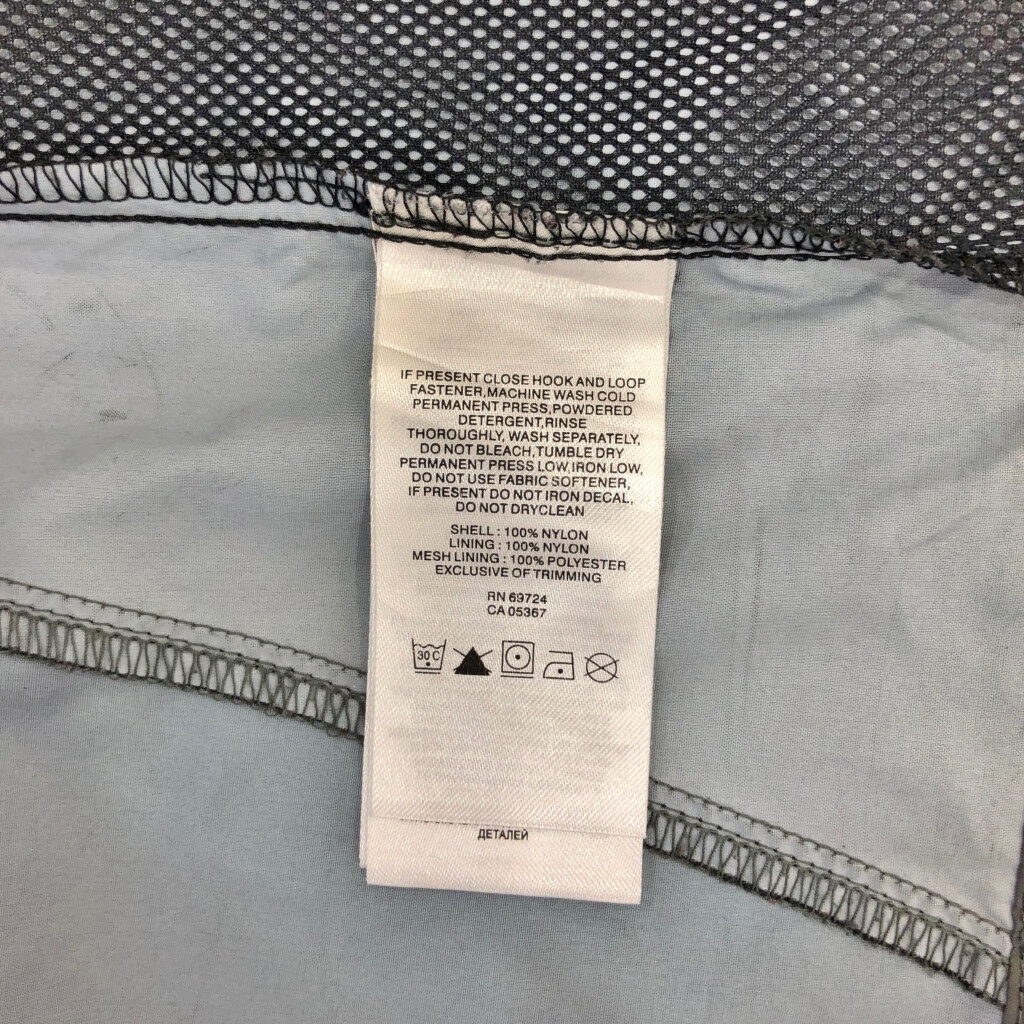 IF PRESENT CLOSE HOOK AND LOOP
FASTENER,MACHINE WASH COLD
PERMANENT PRESS,POWDERED
DETERGENT,RINSE
THOROUGHLY, WASH SEPARATELY,
DO NOT BLEACH,TUMBLE DRY
PERMANENT PRESS LOW,IRON LOW,
DO NOT USE FABRIC SOFTENER,
IF PRESENT DO NOT IRON DECAL,
DO NOT DRYCLEAN
SHELL : 100% NYLON
LINING : 100% NYLON
MESH LINING : 100% POLYESTER
EXCLUSIVE OF TRIMMING
RN 69724
CA 05367
30 C
ДЕТАЛЕЙ